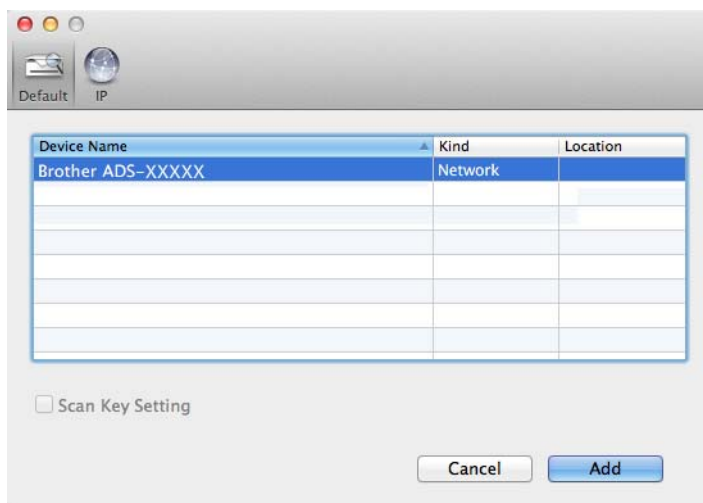 Default IP
Device Name Kind Location
Brother ADS-XXXXX Network
Scan Key Setting
Cancel Add